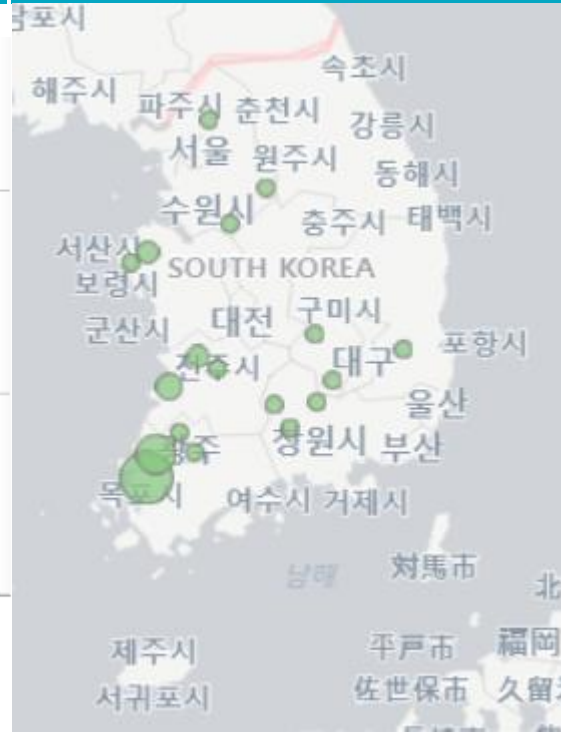 남포시
속초시
해주시
파주시 춘천시
강릉시
서울 원주시
동해시
수원시
충주시 태백시
서산시
SOUTH KOREA
보령시
대전 구미시
군산시
포항시
전주시
대구
울산
광주
창원시 부산
목포시
여수시 거제시
남해
対馬市
北
제주시
平戸市 福岡
서귀포시
佐世保市 久留